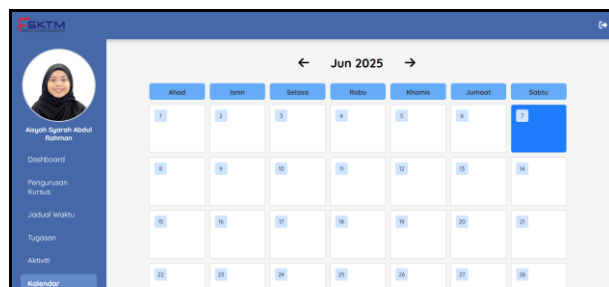 FSKTM
← Jun 2025 →
Ahad Isnin Selasa Rabu Khamis Jumaat Sabtu
1 2 3 4 5 6 7
Aisyah Syarah Abdul
Rahman
Dashboard
8 9 10 11 12 13 14
Pengurusan
Kursus
Jadual Waktu
15 16 17 18 19 20 21
Tugasan
Aktiviti
22 23 24 25 26 27 28
Kalendar